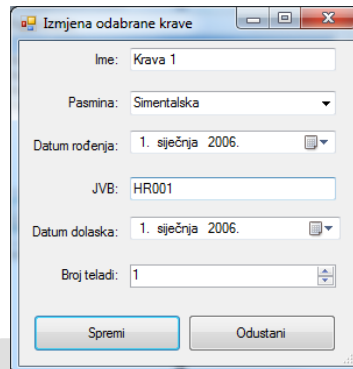 Izmjena odabrane krave
Ime: Krava 1
Pasmina: Simentalska
Datum rođenja: 1. siječnja 2006.
JVB: HR001
Datum dolaska: 1. siječnja 2006.
Broj teladi: 1
Spremi Odustani